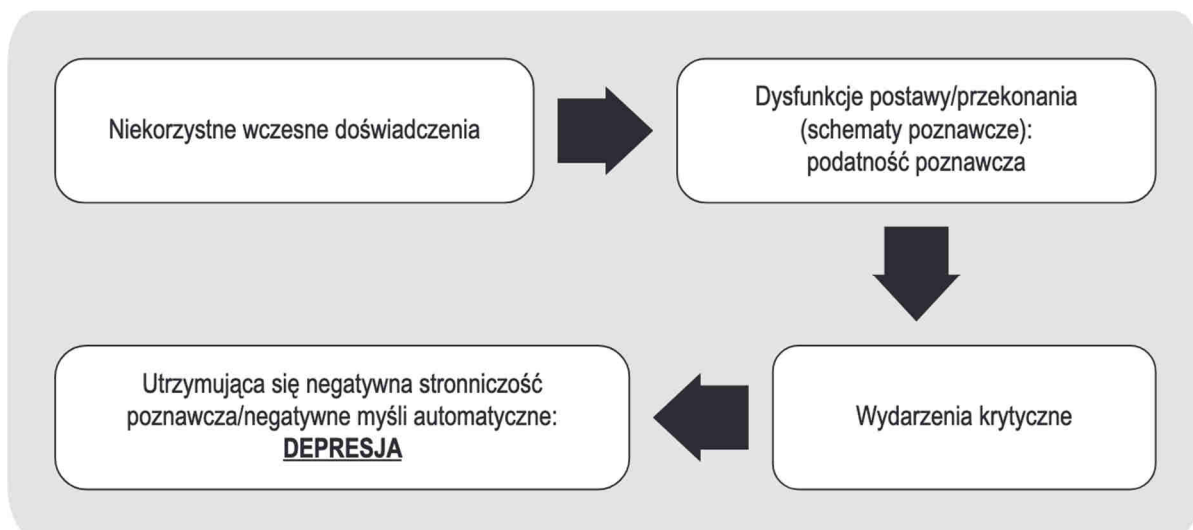 Niekorzystne wczesne doświadczenia
Dysfunkcje postawy/przekonania
(schematy poznawcze):
podatność poznawcza
Utrzymująca się negatywna stronniczość
poznawcza/negatywne myśli automatyczne:
DEPRESJA
Wydarzenia krytyczne